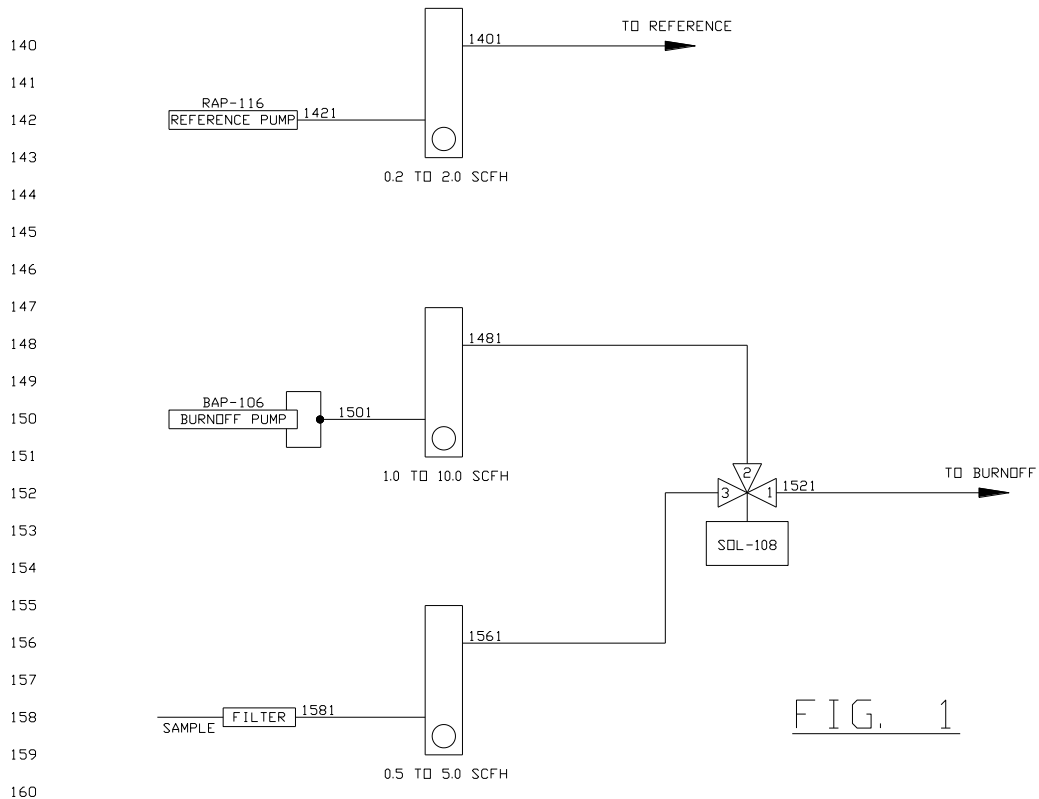 TO REFERENCE
140 1401
141
RAP-116
142 REFERENCE PUMP 1421
143
0.2 TO 2.0 SCFH
144
145
146
147
148 1481
149
BAP-106
150 BURNOFF PUMP 1501
151
1.0 TO 10.0 SCFH
2
TO BURNOFF
152 3 1 1521
153
SOL-108
154
155
156 1561
157
FIG. 1
158 FILTER 1581
SAMPLE
159
0.5 TO 5.0 SCFH
160